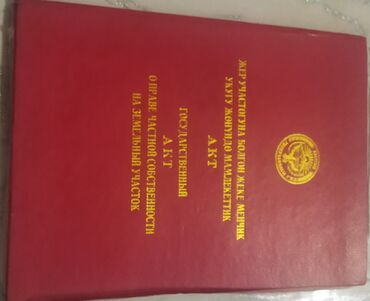 ЖЕР УЧАСТОГУНА БОЛГОН ЖЕКЕ МЕНЧИК
УКУГУ ЖӨНҮНДӨ МАМЛЕКЕТТИК
АКТ
ГОСУДАРСТВЕННЫЙ
АКТ
О ПРАВЕ ЧАСТНОЙ СОБСТВЕННОСТИ
НА ЗЕМЕЛЬНЫЙ УЧАСТОК